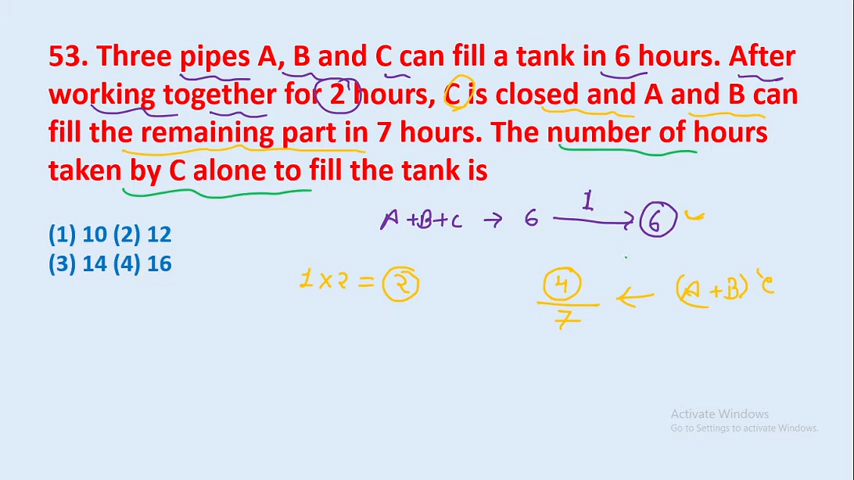 53. Three pipes A, B and C can fill a tank in 6 hours. After
working together for 2 hours, C is closed and A and B can
fill the remaining part in 7 hours. The number of hours
taken by C alone to fill the tank is
A+B+C → 6 —1→ 6
(1) 10 (2) 12
(3) 14 (4) 16
1 × 2 = 2
4/7 ← (A+B)
Activate Windows
Go to Settings to activate Windows.